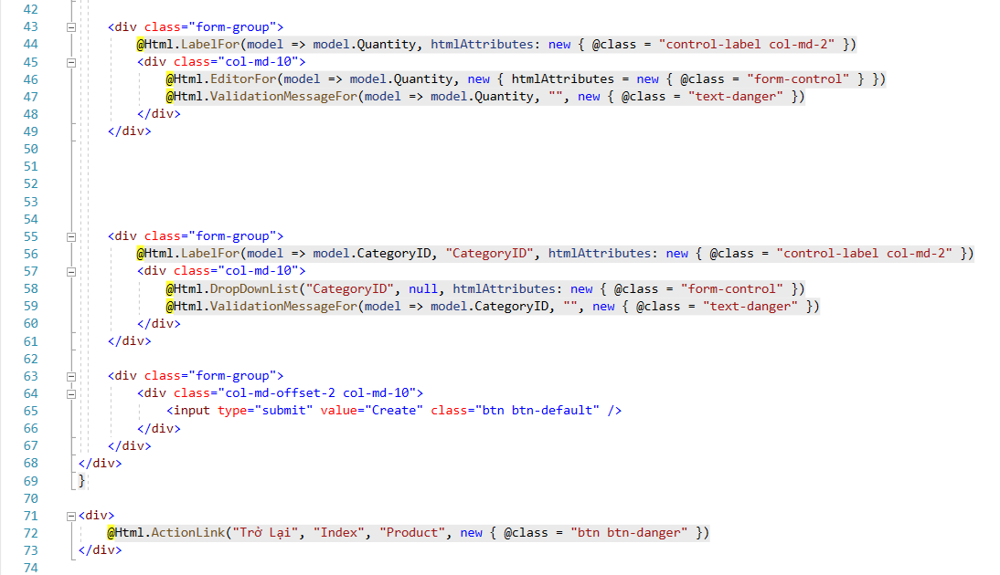 42
43 <div class="form-group">
44 @Html.LabelFor(model => model.Quantity, htmlAttributes: new { @class = "control-label col-md-2" })
45 <div class="col-md-10">
46 @Html.EditorFor(model => model.Quantity, new { htmlAttributes = new { @class = "form-control" } })
47 @Html.ValidationMessageFor(model => model.Quantity, "", new { @class = "text-danger" })
48 </div>
49 </div>
50
51
52
53
54
55 <div class="form-group">
56 @Html.LabelFor(model => model.CategoryID, "CategoryID", htmlAttributes: new { @class = "control-label col-md-2" })
57 <div class="col-md-10">
58 @Html.DropDownList("CategoryID", null, htmlAttributes: new { @class = "form-control" })
59 @Html.ValidationMessageFor(model => model.CategoryID, "", new { @class = "text-danger" })
60 </div>
61 </div>
62
63 <div class="form-group">
64 <div class="col-md-offset-2 col-md-10">
65 <input type="submit" value="Create" class="btn btn-default" />
66 </div>
67 </div>
68 </div>
69 }
70
71 <div>
72 @Html.ActionLink("Trở Lại", "Index", "Product", new { @class = "btn btn-danger" })
73 </div>
74